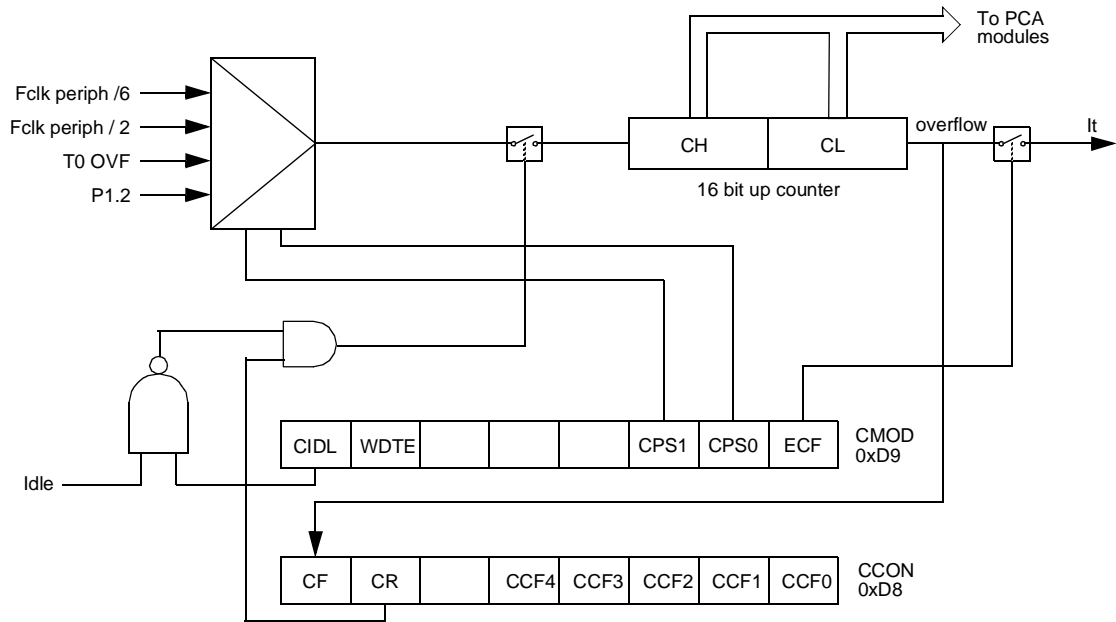 To PCA
modules
Fclk periph /6
Fclk periph / 2
T0 OVF
P1.2
CH
CL
overflow
It
16 bit up counter
CIDL
WDTE
CPS1
CPS0
ECF
CMOD
0xD9
Idle
CF
CR
CCF4
CCF3
CCF2
CCF1
CCF0
CCON
0xD8